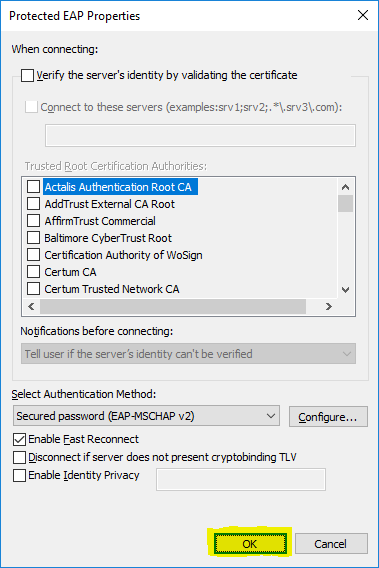 Protected EAP Properties
When connecting:
Verify the server's identity by validating the certificate
Connect to these servers (examples:srv1;srv2;.*\.srv3\.com):
Trusted Root Certification Authorities:
Actalis Authentication Root CA
AddTrust External CA Root
AffirmTrust Commercial
Baltimore CyberTrust Root
Certification Authority of WoSign
Certum CA
Certum Trusted Network CA
Notifications before connecting:
Tell user if the server's identity can't be verified
Select Authentication Method:
Secured password (EAP-MSCHAP v2) Configure...
Enable Fast Reconnect
Disconnect if server does not present cryptobinding TLV
Enable Identity Privacy
OK Cancel